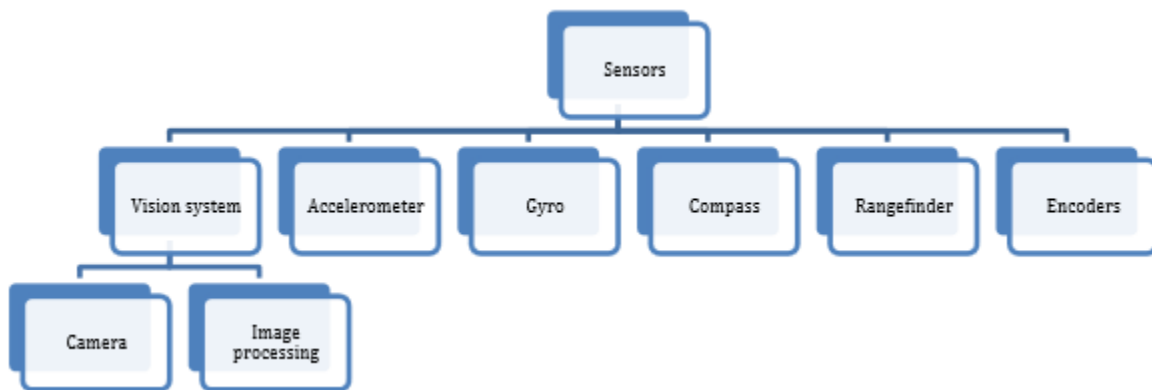 Sensors
Vision system
Accelerometer
Gyro
Compass
Rangefinder
Encoders
Camera
Image
processing